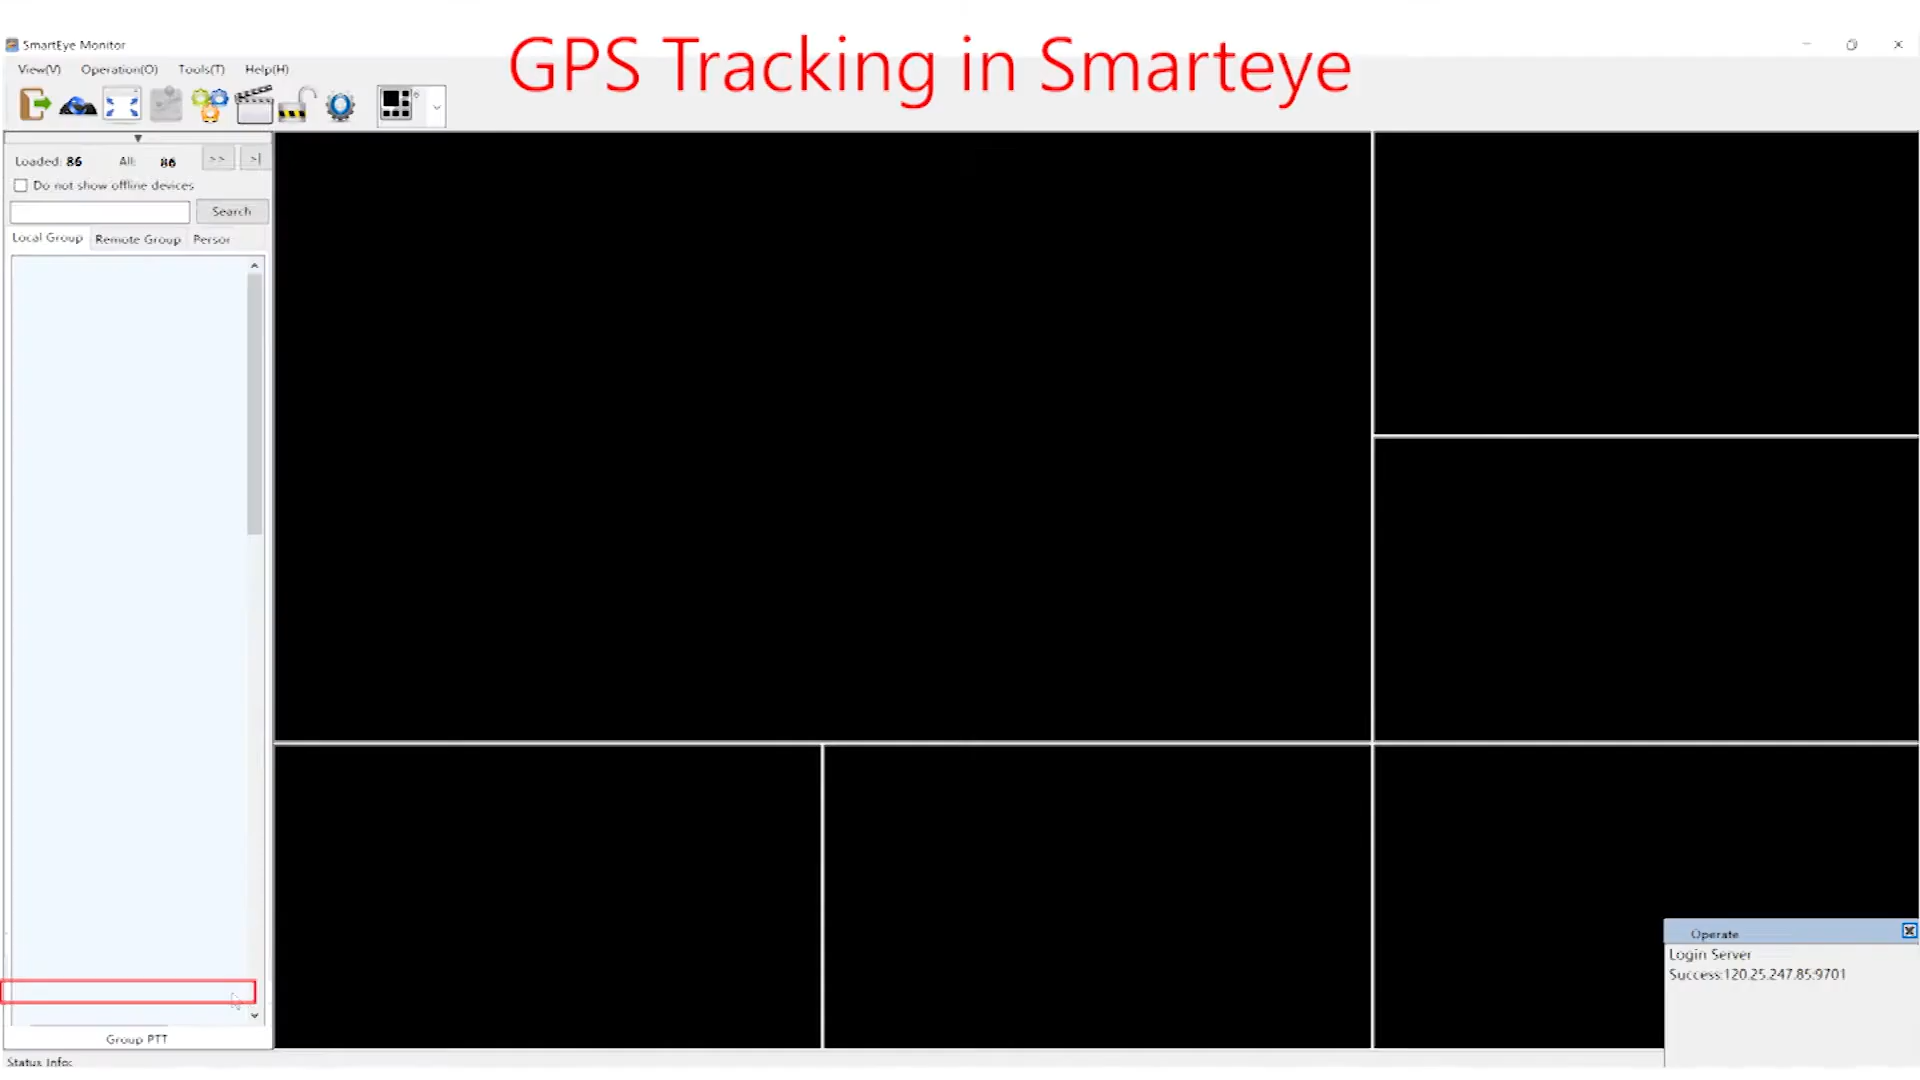 GPS Tracking in Smarteye
SmartEye Monitor
View(V) Operation(O) Tools(T) Help(H)
Loaded: 86 All: 86 >> >|
Do not show offline devices
Search
Local Group Remote Group Person
Group PTT
Status Info:
Operate
Login Server
Success:120.25.247.85:9701